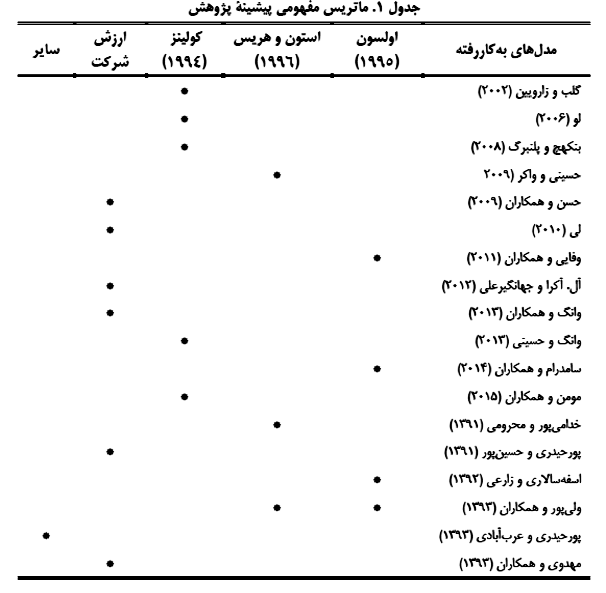 جدول ۱. ماتریس مفهومی پیشینهٔ پژوهش
مدل‌های به‌کاررفته اولسون (۱۹۹۵) استون و هریس (۱۹۹٦) کولینز (۱۹۹٤) ارزش شرکت سایر
گلب و زاروبین (۲۰۰۲) •
لو (۲۰۰۶) •
بنکهچ و پلنبرگ (۲۰۰۸) •
حسینی و واکر (۲۰۰۹ •
حسن و همکاران (۲۰۰۹) •
لی (۲۰۱۰) •
وفایی و همکاران (۲۰۱۱) •
آل. آکرا و جهانگیرعلی (۲۰۱۲) •
وانگ و همکاران (۲۰۱۳) •
وانگ و حسینی (۲۰۱۳) •
سامدرام و همکاران (۲۰۱۴) •
مومن و همکاران (۲۰۱۵) •
خدامی‌پور و محرومی (۱۳۹۱) •
پورحیدری و حسین‌پور (۱۳۹۱) •
اسفه‌سالاری و زارعی (۱۳۹۲) •
ولی‌پور و همکاران (۱۳۹۳) • •
پورحیدری و عرب‌آبادی (۱۳۹۳) •
مهدوی و همکاران (۱۳۹۳) •